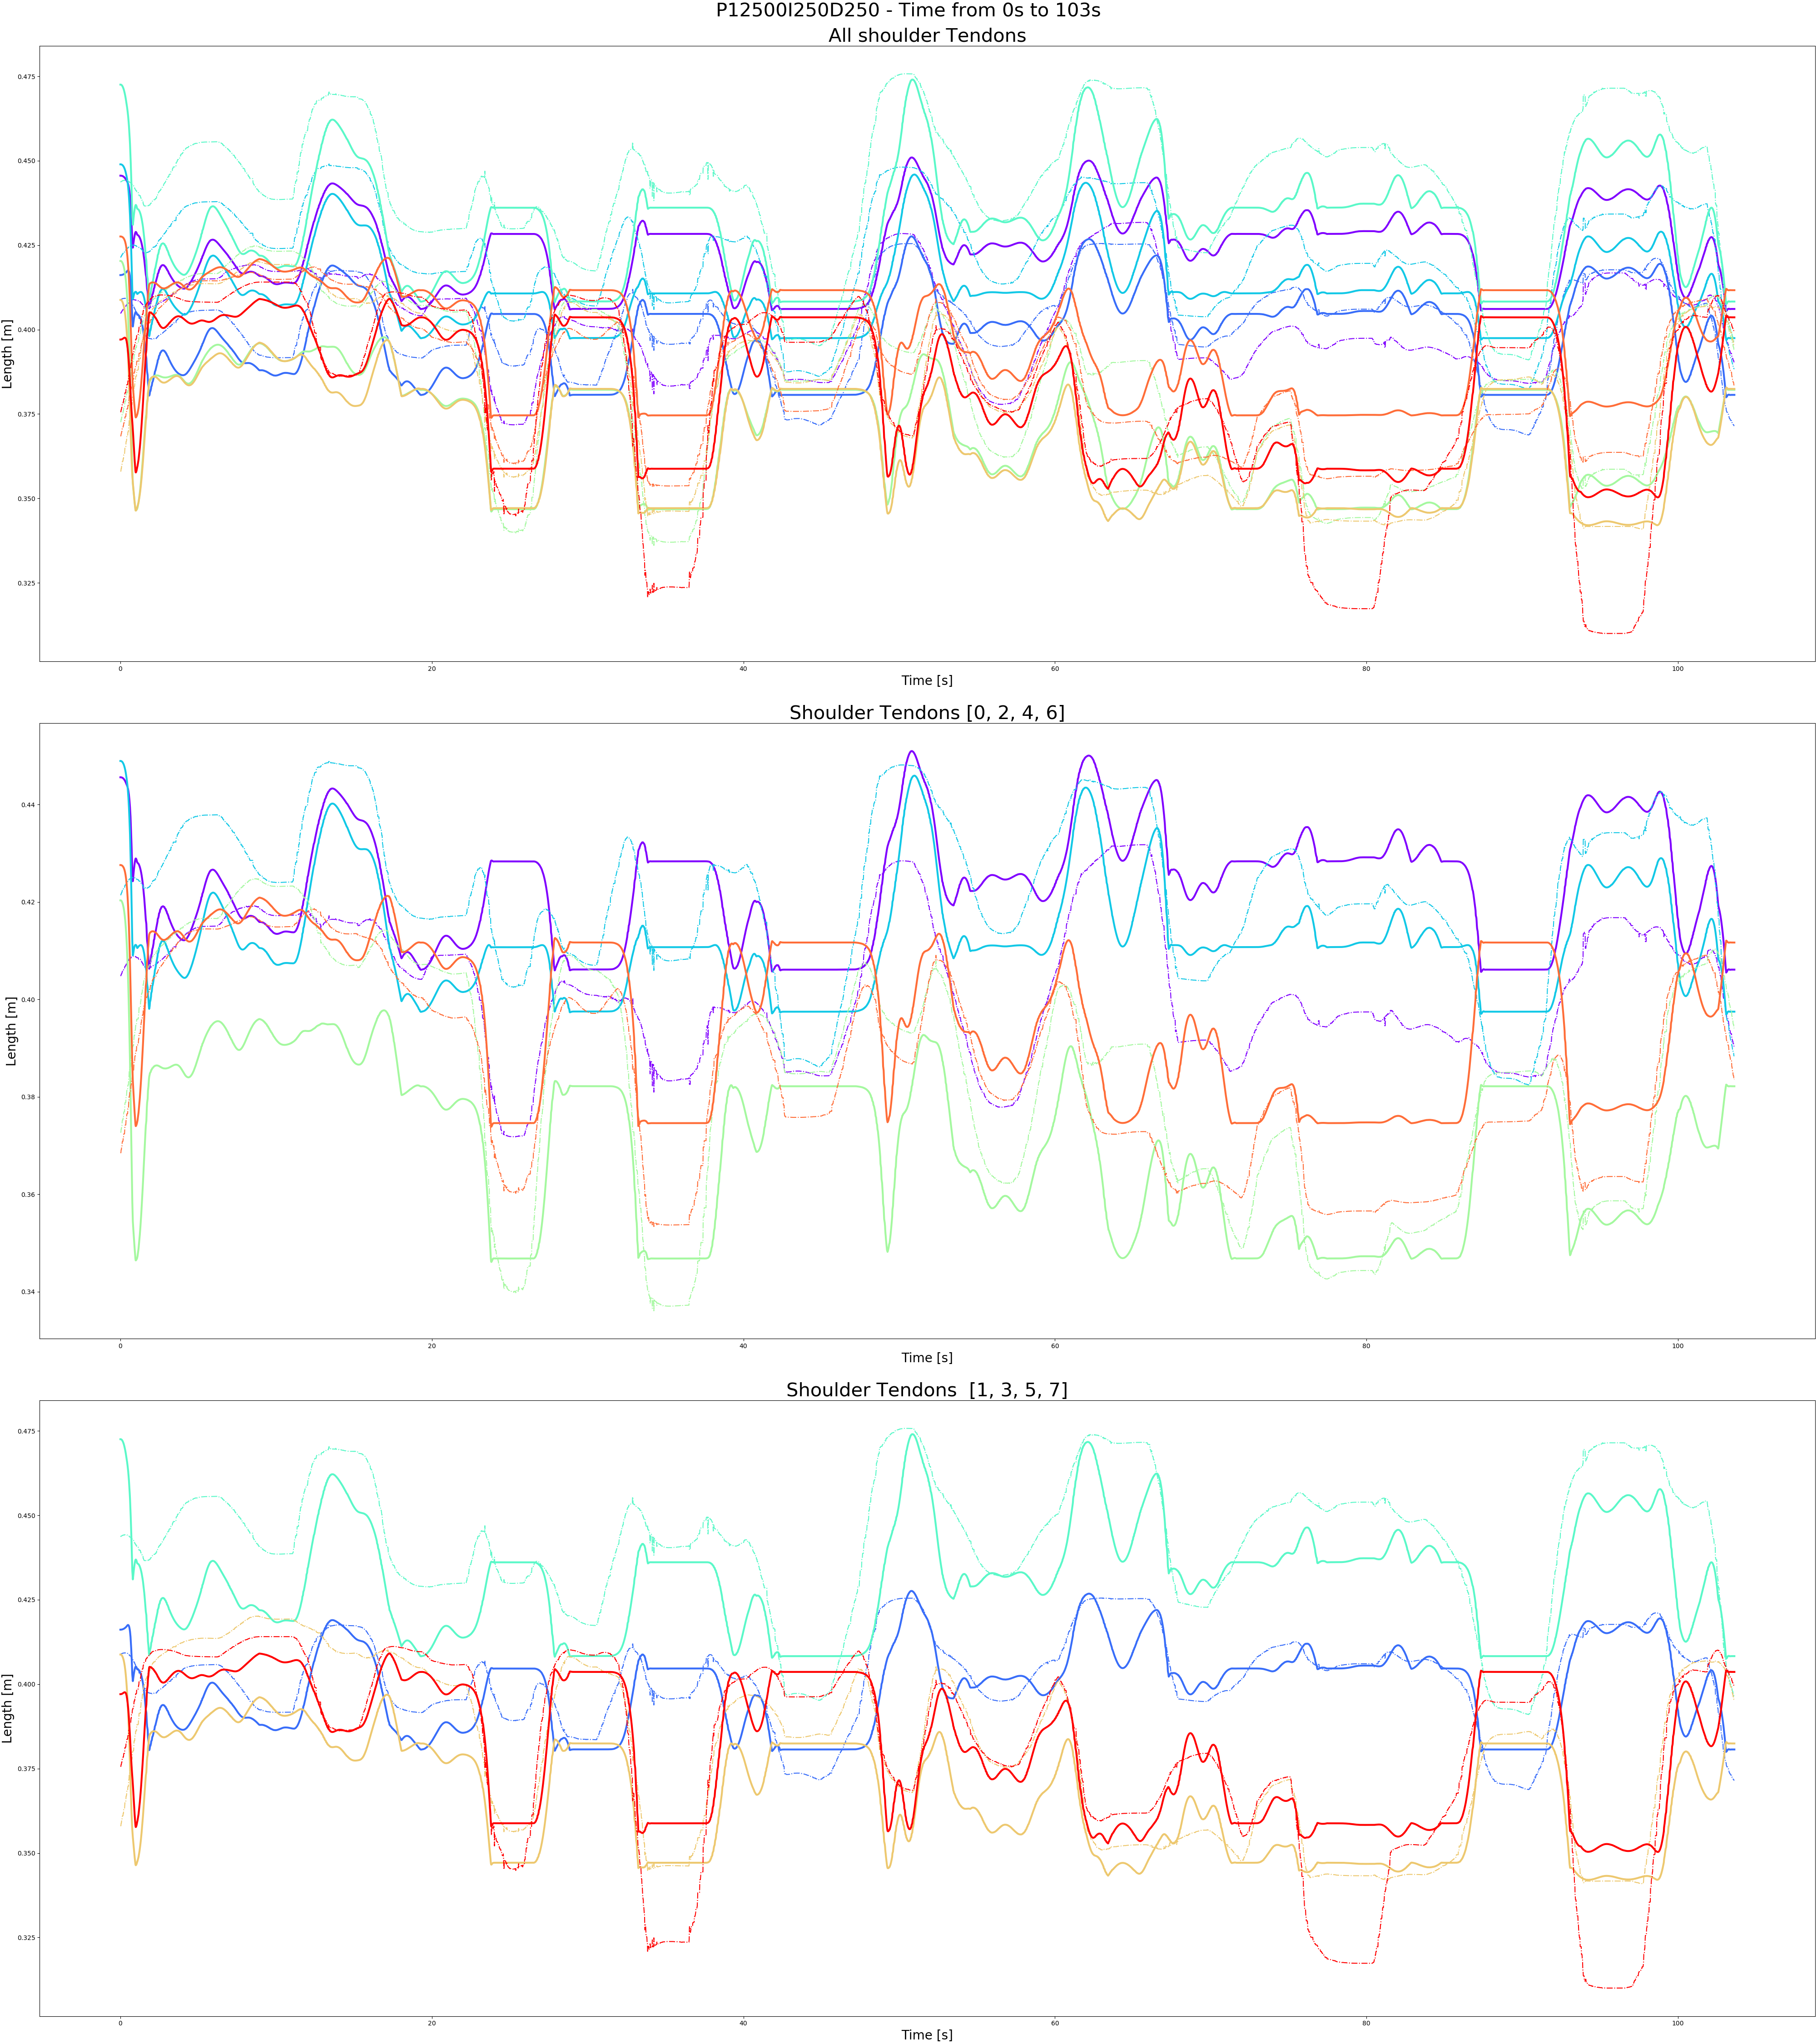 P12500I250D250 - Time from 0s to 103s
All shoulder Tendons
Length [m]
0.475
0.450
0.425
0.400
0.375
0.350
0.325
0 20 40 60 80 100
Time [s]
Shoulder Tendons [0, 2, 4, 6]
Length [m]
0.44
0.42
0.40
0.38
0.36
0.34
0 20 40 60 80 100
Time [s]
Shoulder Tendons [1, 3, 5, 7]
Length [m]
0.475
0.450
0.425
0.400
0.375
0.350
0.325
0 20 40 60 80 100
Time [s]